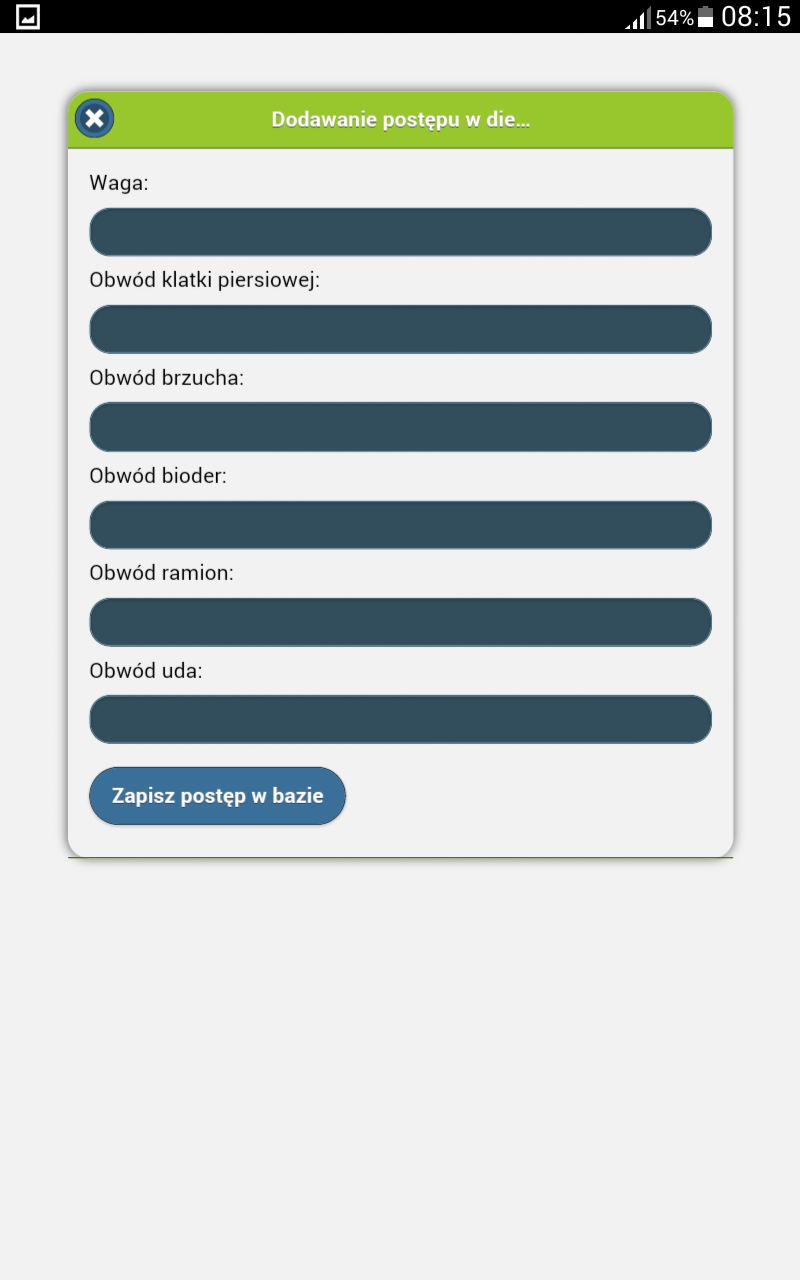 54% 08:15
Dodawanie postępu w die...
Waga:
Obwód klatki piersiowej:
Obwód brzucha:
Obwód bioder:
Obwód ramion:
Obwód uda:
Zapisz postęp w bazie